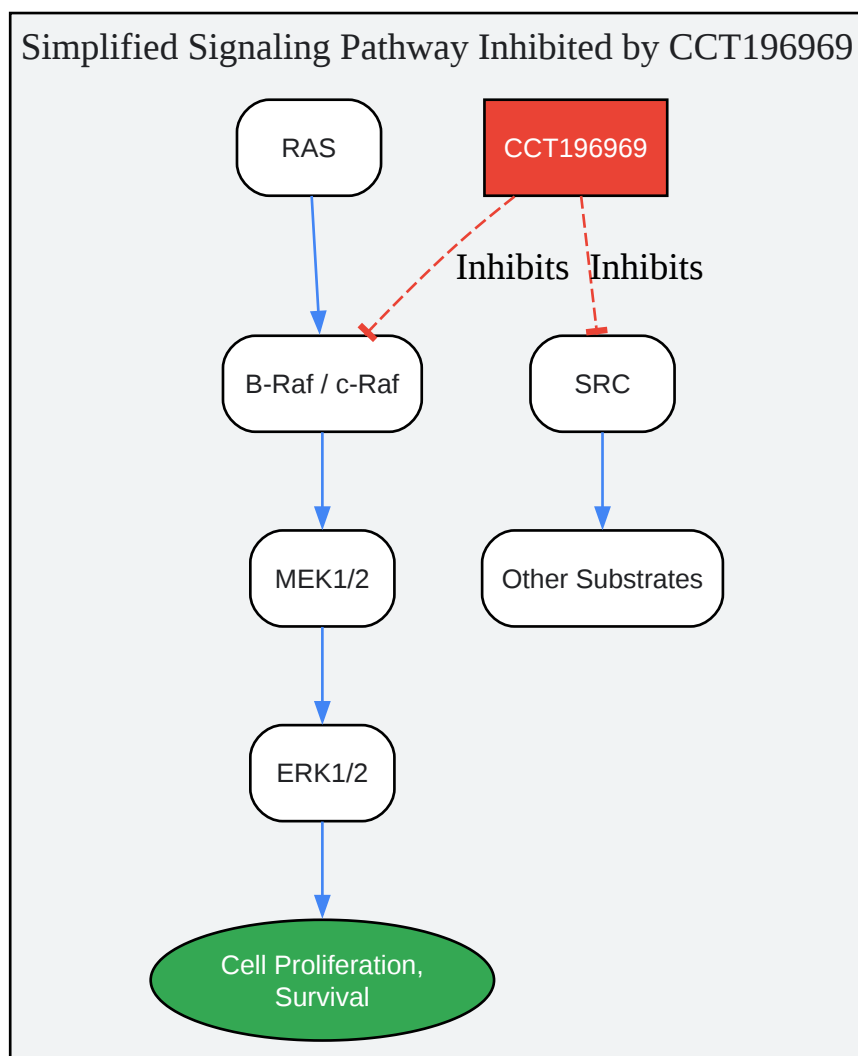 Simplified Signaling Pathway Inhibited by CCT196969
RAS
CCT196969
Inhibits
Inhibits
B-Raf / c-Raf
SRC
MEK1/2
Other Substrates
ERK1/2
Cell Proliferation,
Survival